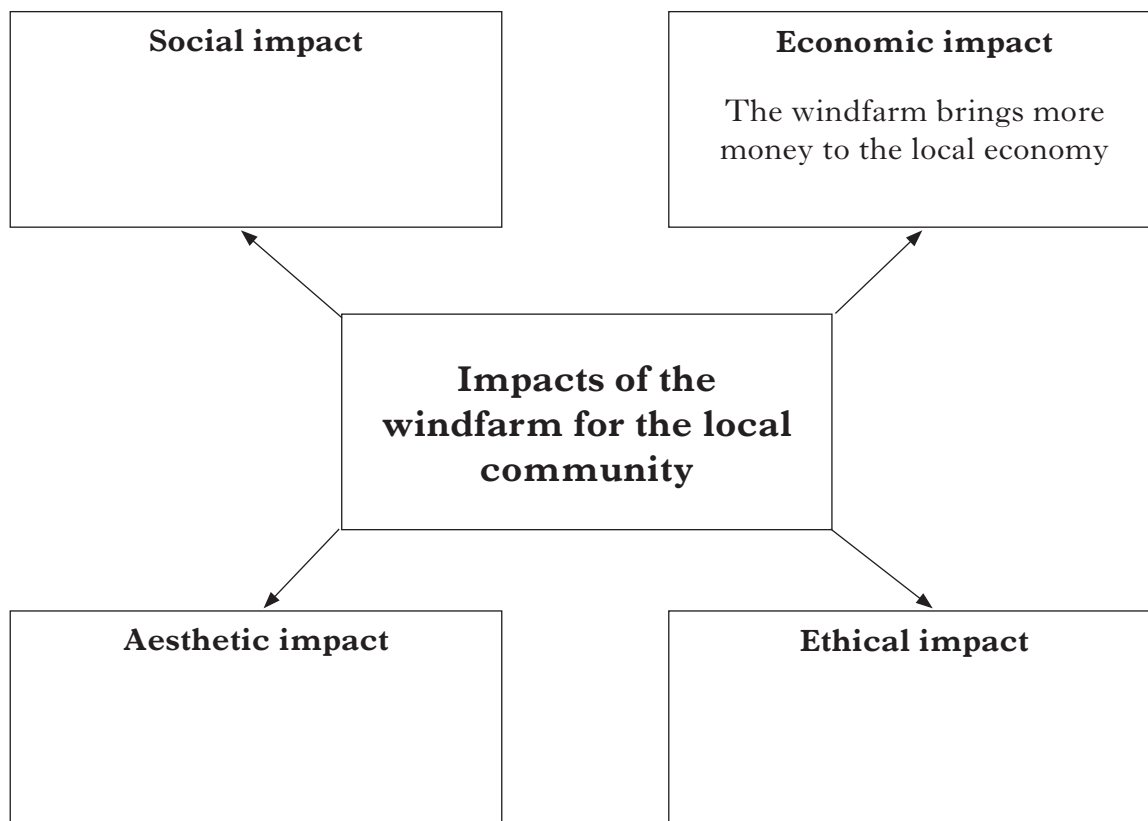 Social impact
Economic impact
The windfarm brings more
money to the local economy
Impacts of the
windfarm for the local
community
Aesthetic impact
Ethical impact